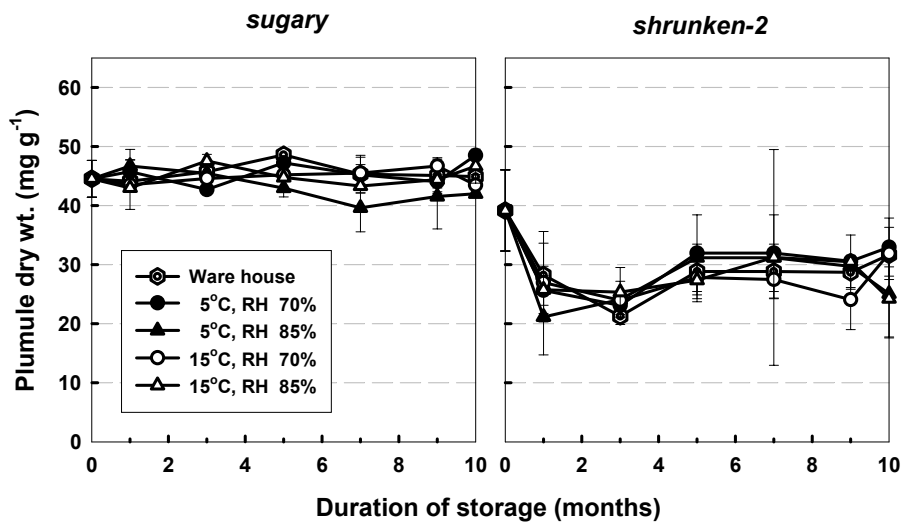 sugary
shrunken-2
Plumule dry wt. (mg g-1)
60
50
40
30
20
10
0
Ware house
5°C, RH 70%
5°C, RH 85%
15°C, RH 70%
15°C, RH 85%
0 2 4 6 8 10
0 2 4 6 8 10
Duration of storage (months)